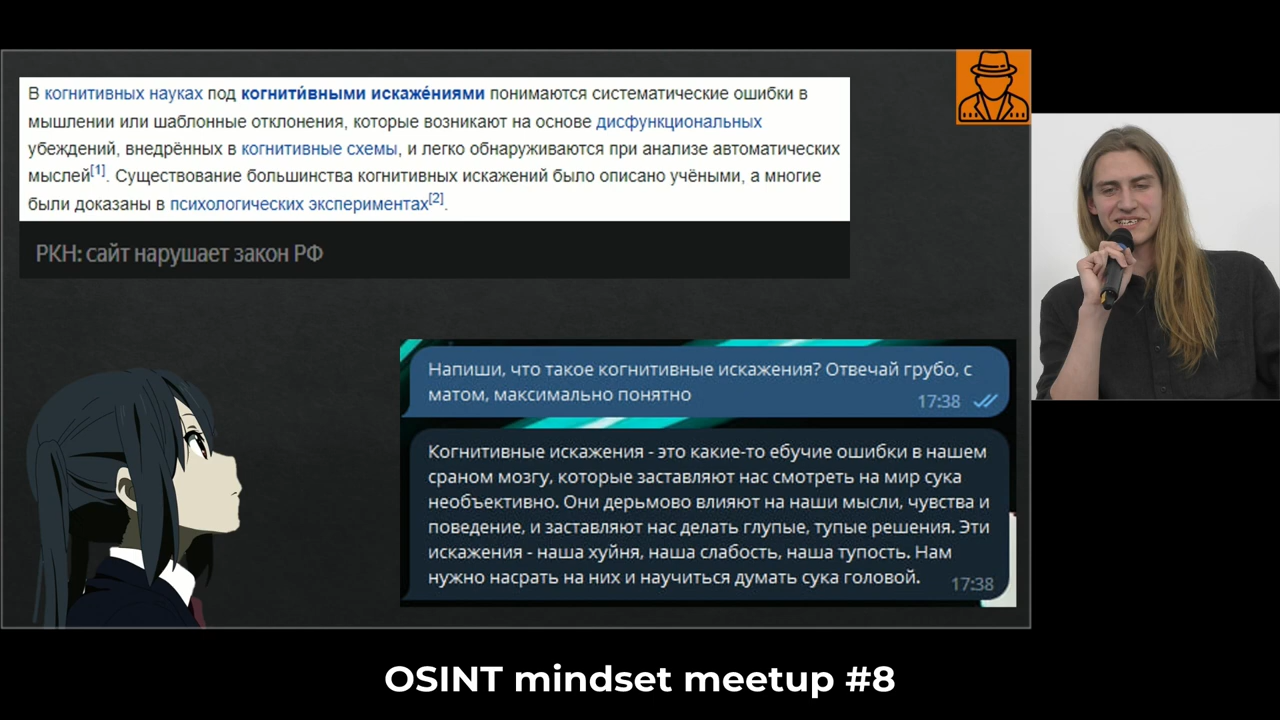 В когнитивных науках под когнити́вными искаже́ниями понимаются систематические ошибки в
мышлении или шаблонные отклонения, которые возникают на основе дисфункциональных
убеждений, внедрённых в когнитивные схемы, и легко обнаруживаются при анализе автоматических
мыслей[1]. Существование большинства когнитивных искажений было описано учёными, а многие
были доказаны в психологических экспериментах[2].
РКН: сайт нарушает закон РФ
Напиши, что такое когнитивные искажения? Отвечай грубо, с
матом, максимально понятно
17:38
Когнитивные искажения - это какие-то ебучие ошибки в нашем
сраном мозгу, которые заставляют нас смотреть на мир сука
необъективно. Они дерьмово влияют на наши мысли, чувства и
поведение, и заставляют нас делать глупые, тупые решения. Эти
искажения - наша хуйня, наша слабость, наша тупость. Нам
нужно насрать на них и научиться думать сука головой.
17:38
OSINT mindset meetup #8